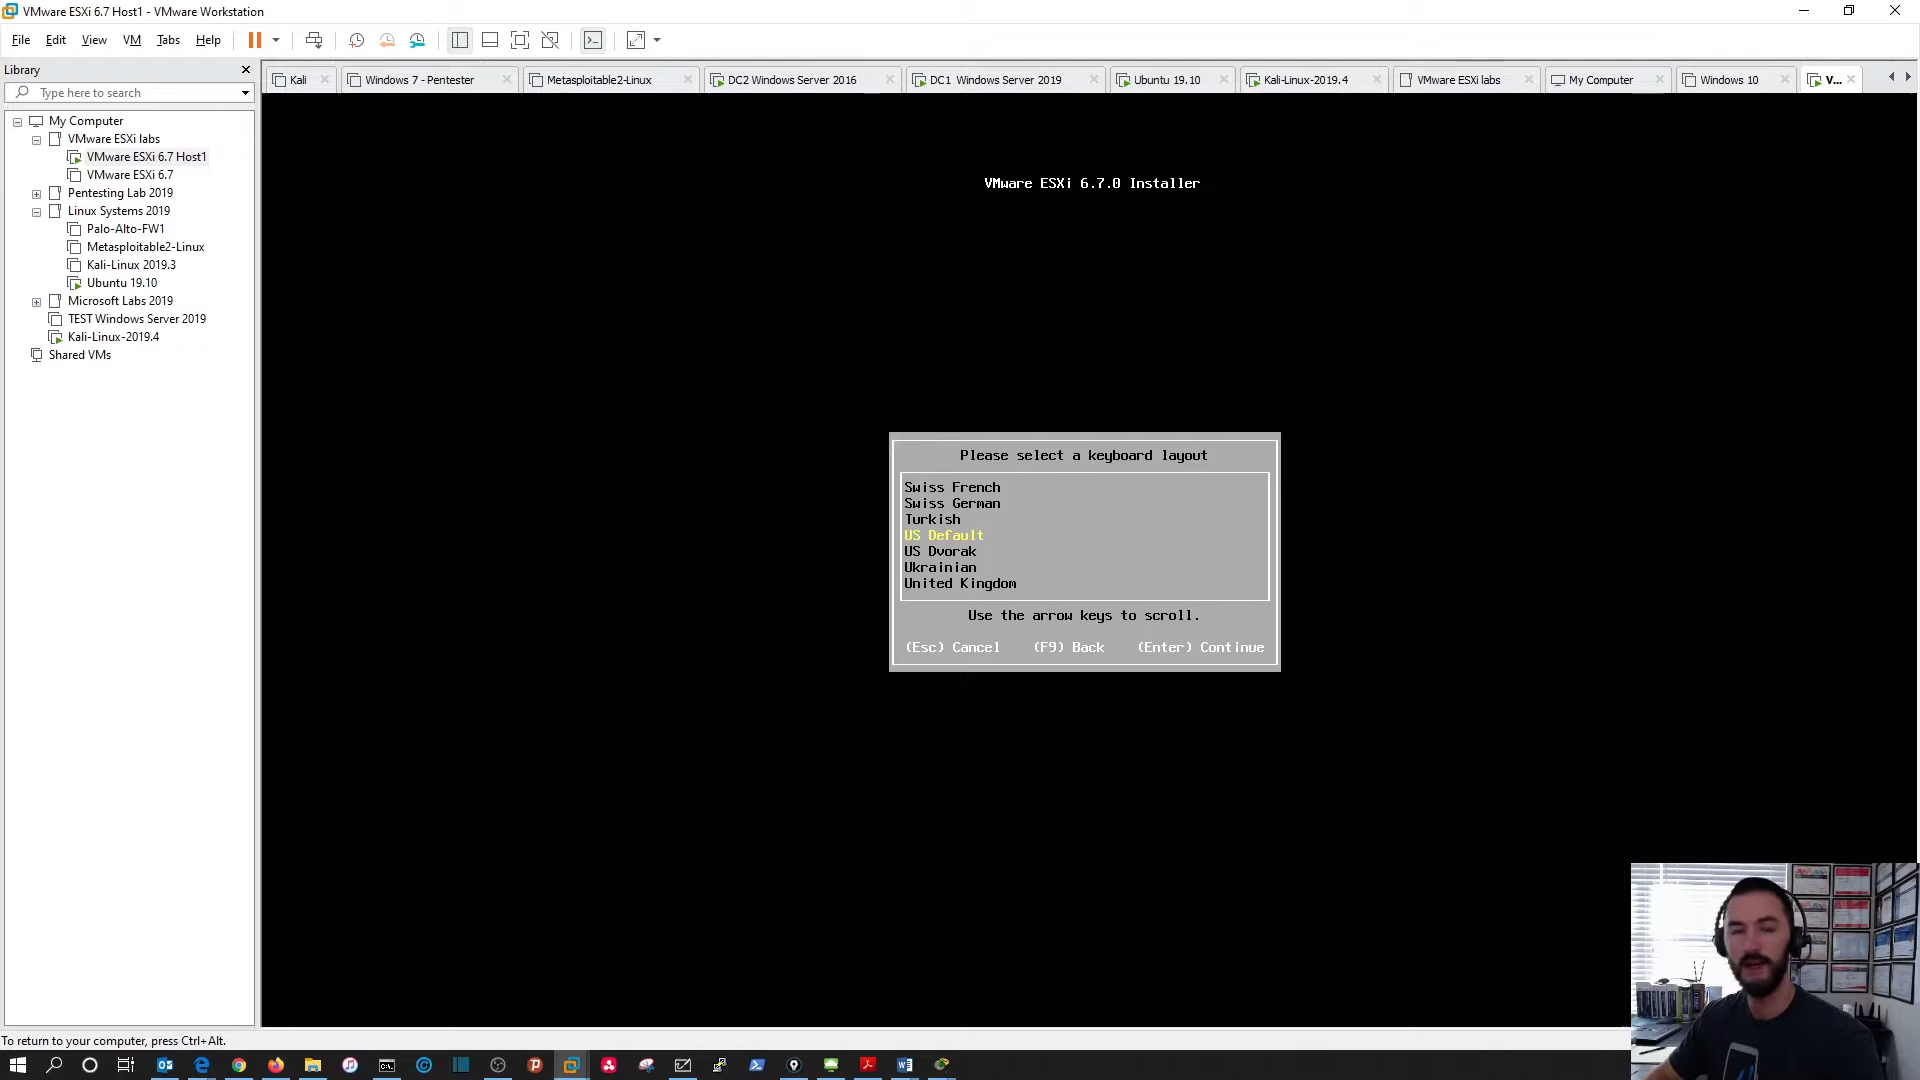 VMware ESXi 6.7 Host1 - VMware Workstation
File Edit View VM Tabs Help
Library
Type here to search
My Computer
VMware ESXi labs
VMware ESXi 6.7 Host1
VMware ESXi 6.7
Pentesting Lab 2019
Linux Systems 2019
Palo-Alto-FW1
Metasploitable2-Linux
Kali-Linux 2019.3
Ubuntu 19.10
Microsoft Labs 2019
TEST Windows Server 2019
Kali-Linux-2019.4
Shared VMs
Kali Windows 7 - Pentester Metasploitable2-Linux DC2 Windows Server 2016 DC1 Windows Server 2019 Ubuntu 19.10 Kali-Linux-2019.4 VMware ESXi labs My Computer Windows 10 V...
VMware ESXi 6.7.0 Installer
Please select a keyboard layout
Swiss French
Swiss German
Turkish
US Default
US Dvorak
Ukrainian
United Kingdom
Use the arrow keys to scroll.
(Esc) Cancel (F9) Back (Enter) Continue
To return to your computer, press Ctrl+Alt.